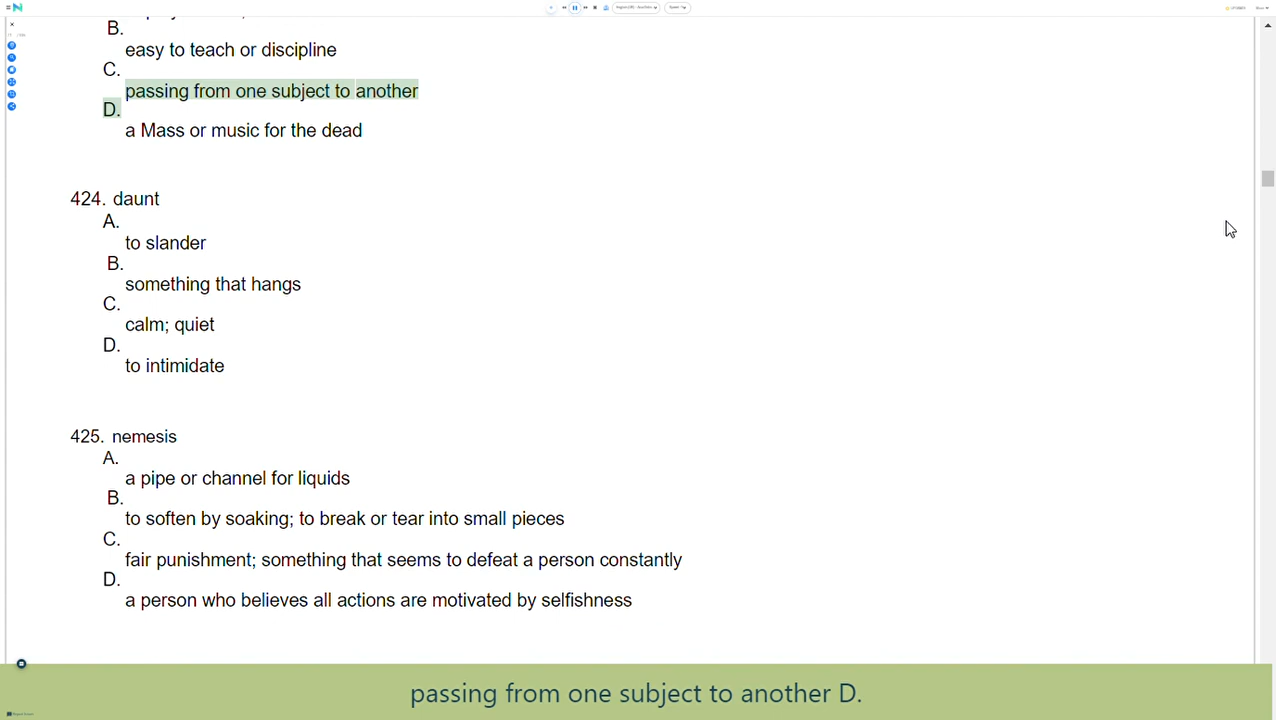 B.
easy to teach or discipline
C.
passing from one subject to another
D.
a Mass or music for the dead
424. daunt
A.
to slander
B.
something that hangs
C.
calm; quiet
D.
to intimidate
425. nemesis
A.
a pipe or channel for liquids
B.
to soften by soaking; to break or tear into small pieces
C.
fair punishment; something that seems to defeat a person constantly
D.
a person who believes all actions are motivated by selfishness
passing from one subject to another D.